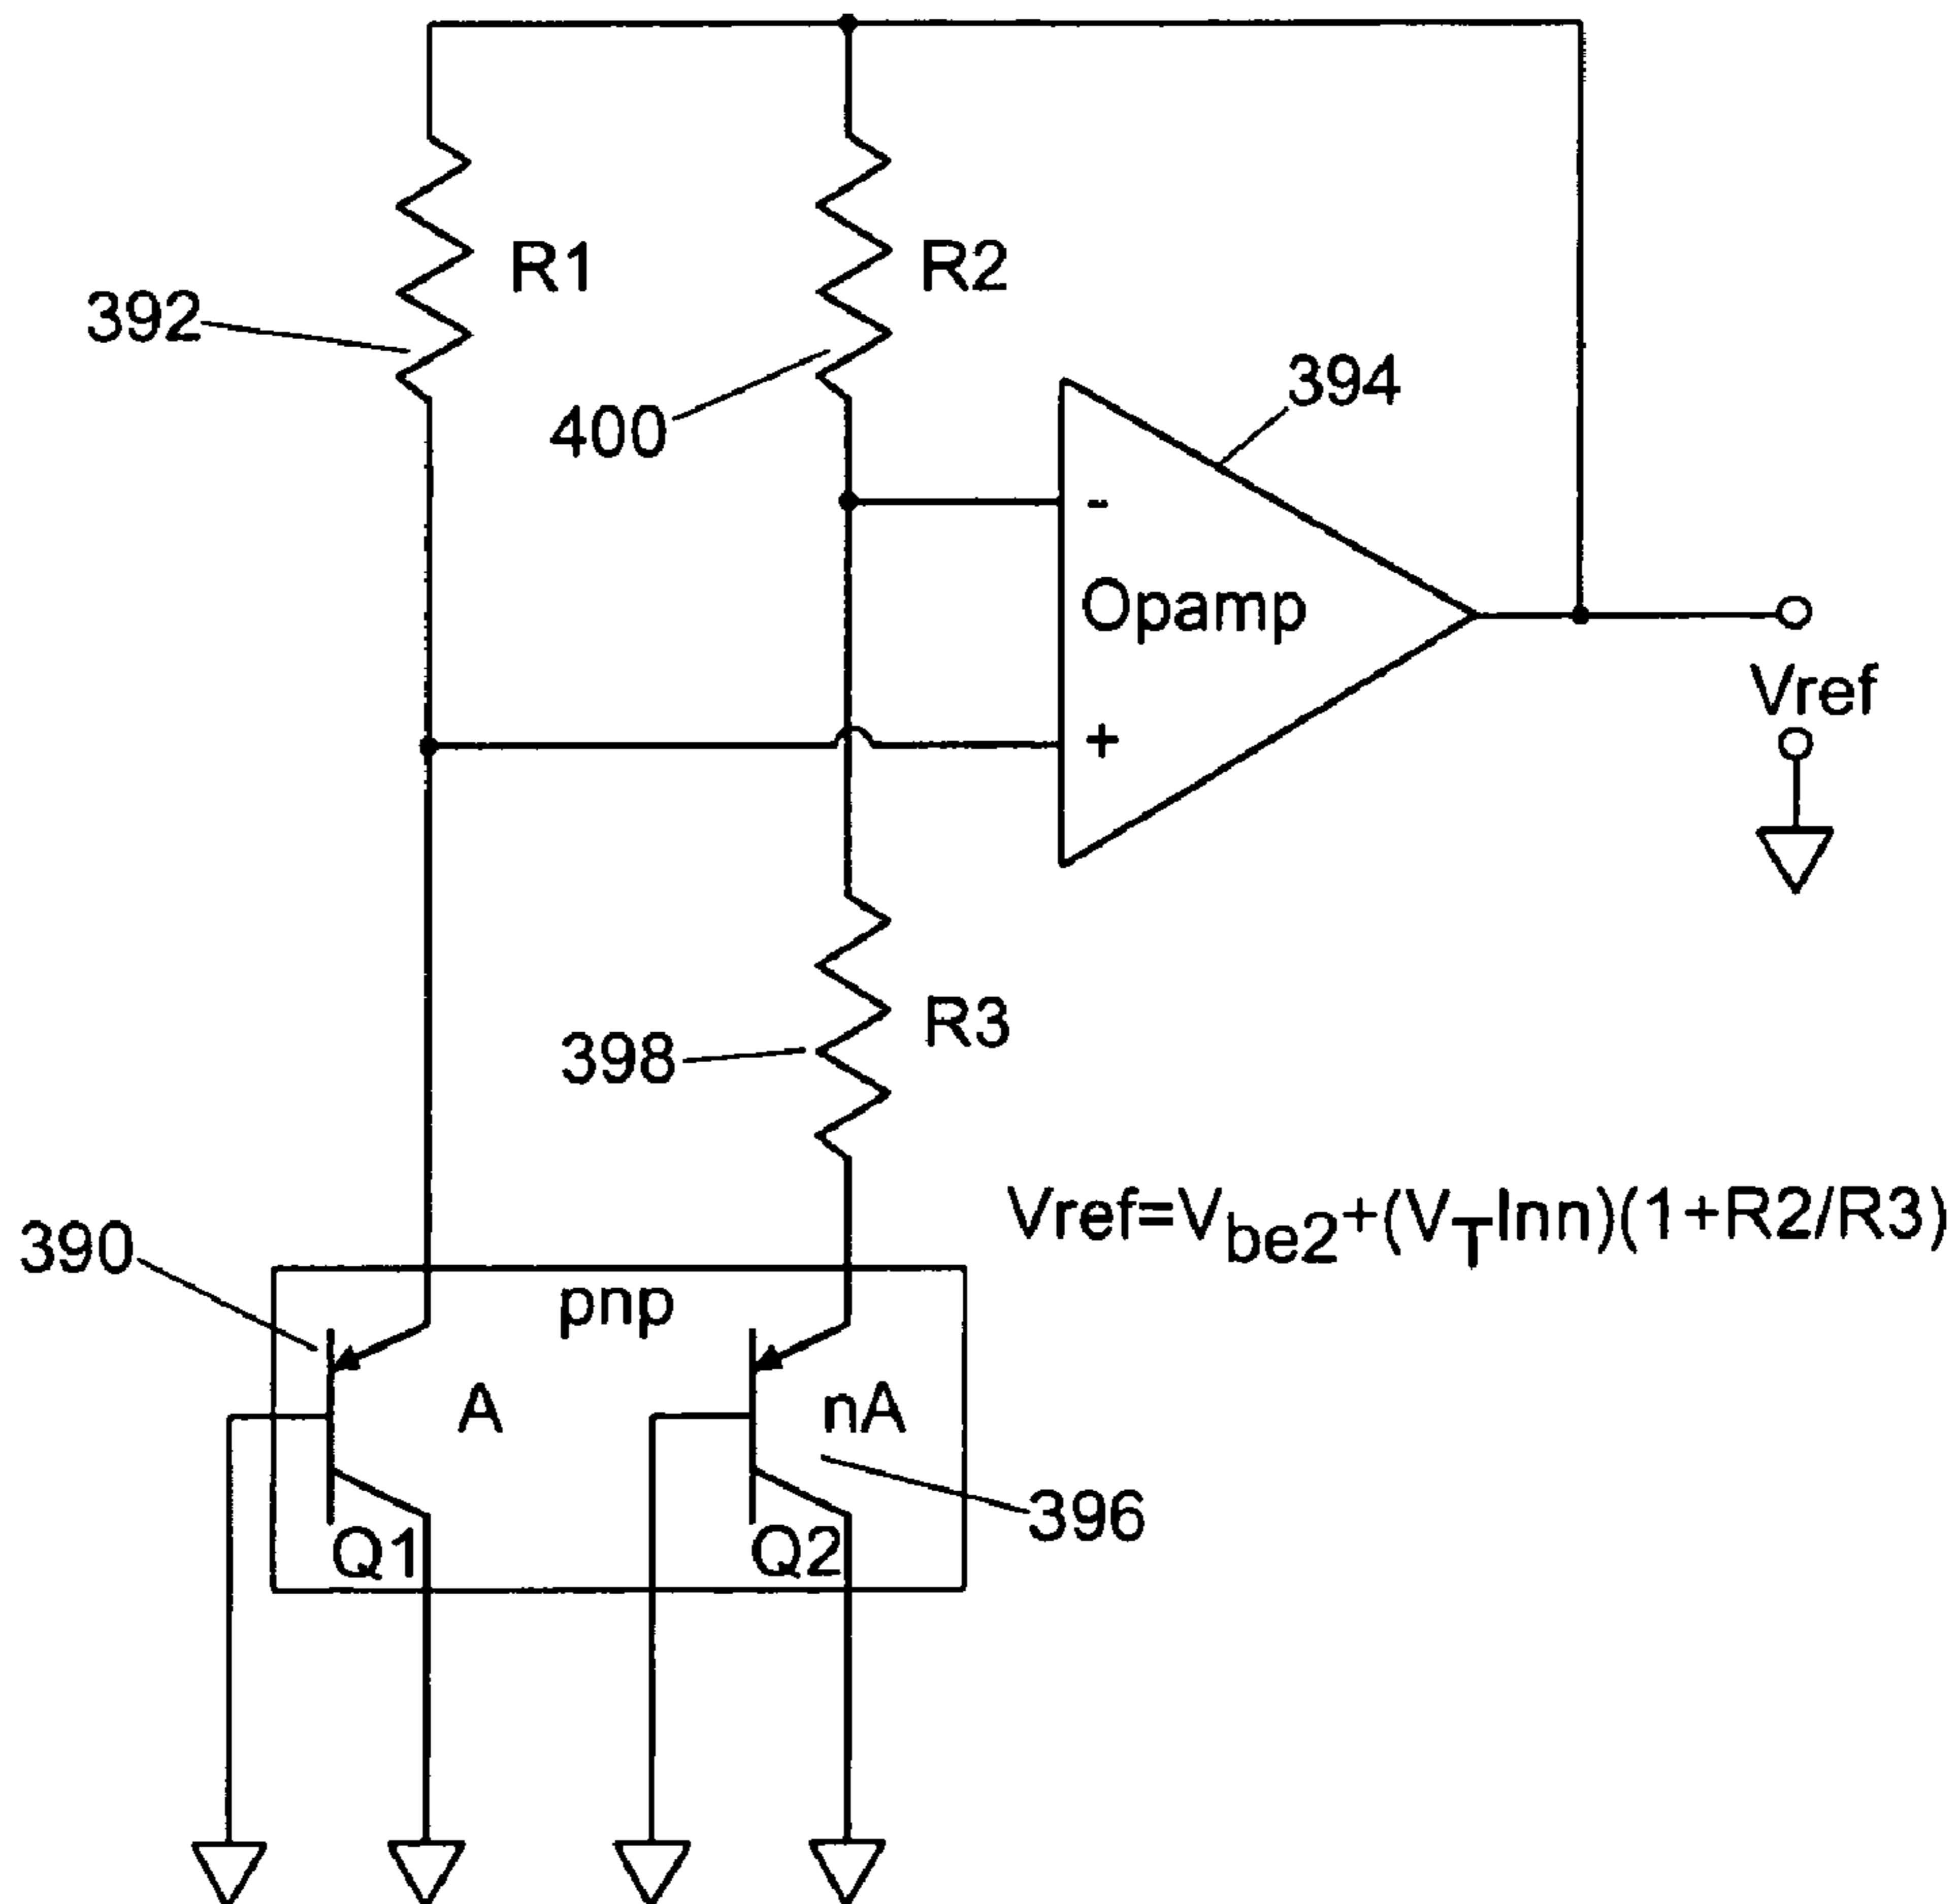 R1
R2
392
394
400
-
Opamp
+
Vref
R3
398
Vref=Vbe2+(VTlnn)(1+R2/R3)
390
pnp
A
nA
396
Q1
Q2